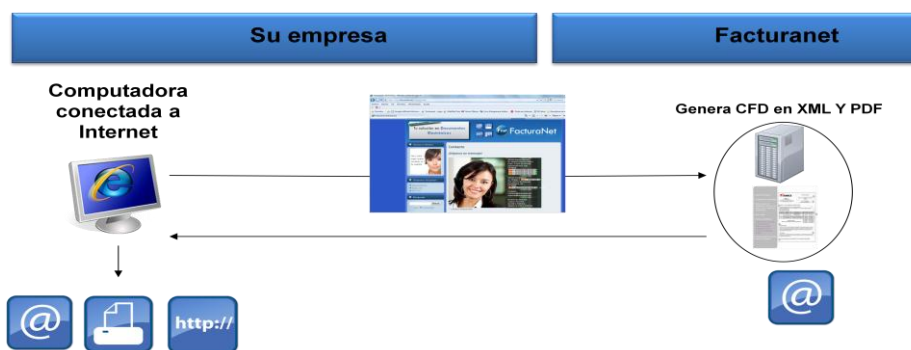 Su empresa
Facturanet
Computadora
conectada a
Internet
Genera CFD en XML Y PDF
FacturaNet
@
http://
@